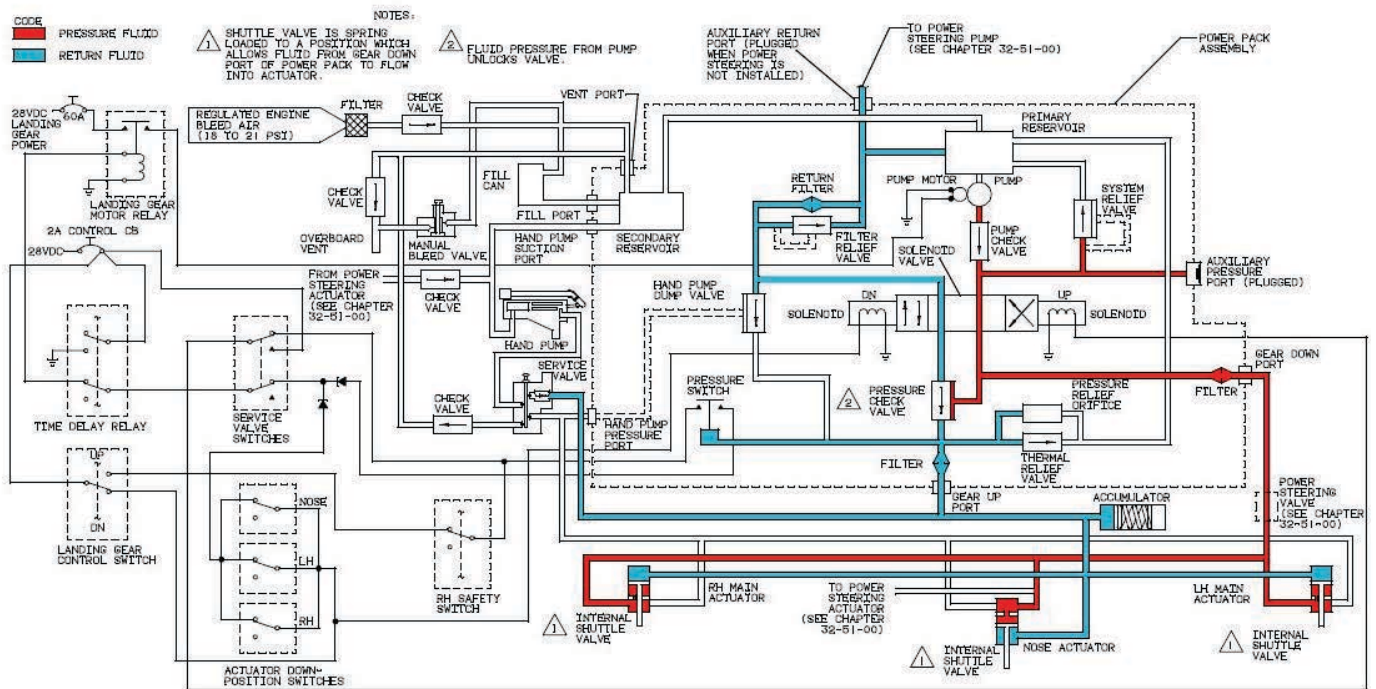 CODE
PRESSURE FLUID
RETURN FLUID
NOTES:
1
SHUTTLE VALVE IS SPRING
LOADED TO A POSITION WHICH
ALLOWS FLUID FROM GEAR DOWN
PORT OF POWER PACK TO FLOW
INTO ACTUATOR.
2
FLUID PRESSURE FROM PUMP
UNLOCKS VALVE.
AUXILIARY RETURN
PORT (PLUGGED
WHEN POWER
STEERING IS
NOT INSTALLED)
TO POWER
STEERING PUMP
(SEE CHAPTER
32-51-00)
POWER PACK
ASSEMBLY
28VDC
LANDING
GEAR
POWER
60A
REGULATED ENGINE
BLEED AIR
(18 TO 21 PSI)
FILTER
CHECK
VALVE
VENT PORT
PRIMARY
RESERVOIR
LANDING GEAR
MOTOR RELAY
CHECK
VALVE
FILL
CAN
FILL PORT
RETURN
FILTER
PUMP MOTOR
PUMP
SYSTEM
RELIEF
VALVE
2A CONTROL CB
28VDC
OVERBOARD
VENT
MANUAL
BLEED VALVE
HAND PUMP
SUCTION
PORT
SECONDARY
RESERVOIR
FILTER
RELIEF
VALVE
SOLENOID
VALVE
PUMP
CHECK
VALVE
AUXILIARY
PRESSURE
PORT (PLUGGED)
FROM POWER
STEERING
ACTUATOR
(SEE CHAPTER
32-51-00)
CHECK
VALVE
HAND PUMP
DUMP VALVE
DN
SOLENOID
UP
SOLENOID
HAND PUMP
SERVICE
VALVE
PRESSURE
SWITCH
2
PRESSURE
CHECK
VALVE
PRESSURE
RELIEF
ORIFICE
GEAR DOWN
PORT
FILTER
TIME DELAY RELAY
SERVICE
VALVE
SWITCHES
CHECK
VALVE
HAND PUMP
PRESSURE
PORT
FILTER
THERMAL
RELIEF
VALVE
UP
DN
LANDING GEAR
CONTROL SWITCH
NOSE
LH
RH
ACTUATOR DOWN-
POSITION SWITCHES
RH SAFETY
SWITCH
GEAR UP
PORT
ACCUMULATOR
POWER
STEERING
VALVE
(SEE CHAPTER
32-51-00)
RH MAIN
ACTUATOR
1
INTERNAL
SHUTTLE
VALVE
TO POWER
STEERING
ACTUATOR
(SEE CHAPTER
32-51-00)
1
INTERNAL
SHUTTLE
VALVE
NOSE ACTUATOR
LH MAIN
ACTUATOR
1
INTERNAL
SHUTTLE
VALVE